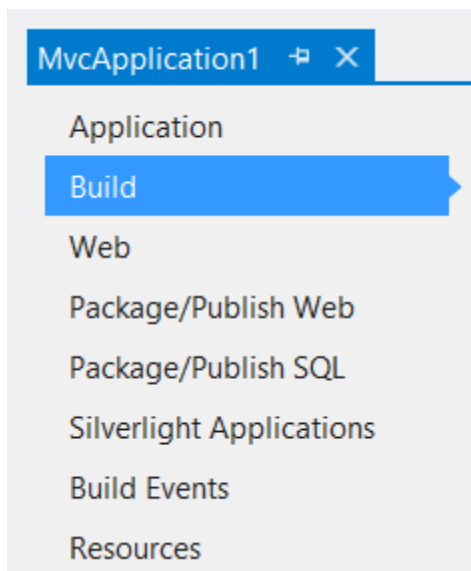 MvcApplication1
Application
Build
Web
Package/Publish Web
Package/Publish SQL
Silverlight Applications
Build Events
Resources